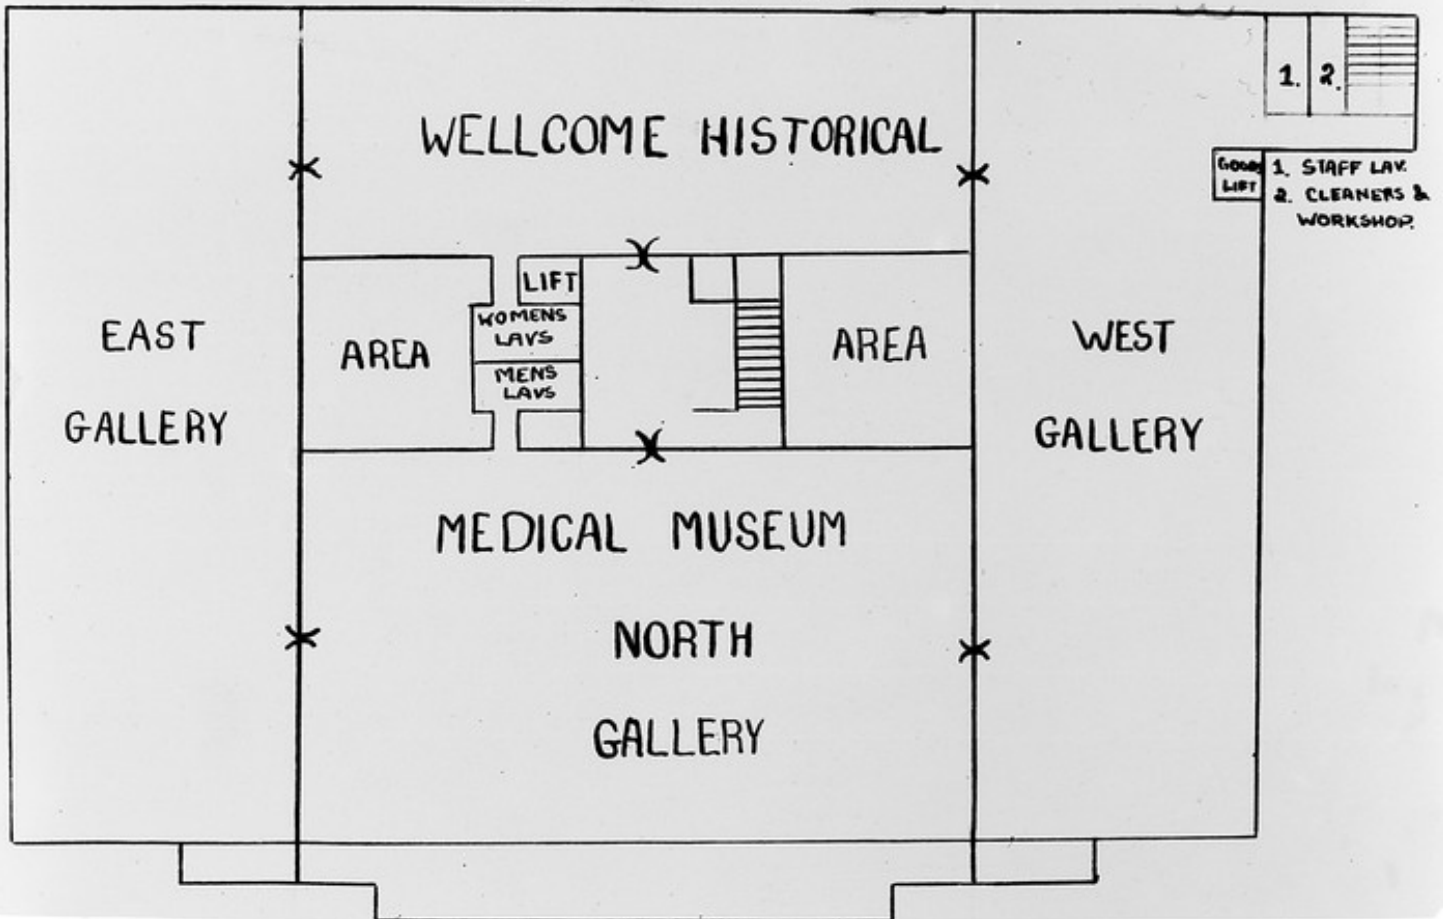 WELLCOME HISTORICAL
1. 2.
GOODS
LIFT
1. STAFF LAV.
2. CLEANERS &
WORKSHOP.
EAST
GALLERY
AREA
LIFT
WOMENS
LAVS
MENS
LAVS
AREA
WEST
GALLERY
MEDICAL MUSEUM
NORTH
GALLERY